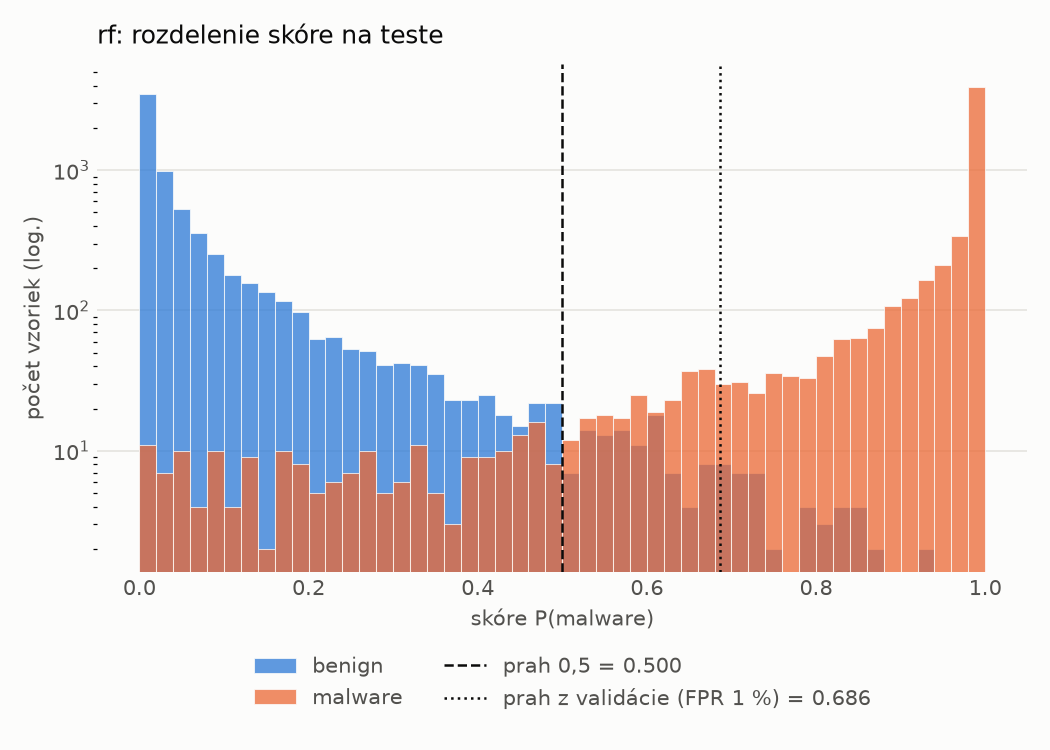 rf: rozdelenie skóre na teste
počet vzoriek (log.)
10³
10²
10¹
0.0 0.2 0.4 0.6 0.8 1.0
skóre P(malware)
benign
malware
prah 0,5 = 0.500
prah z validácie (FPR 1 %) = 0.686